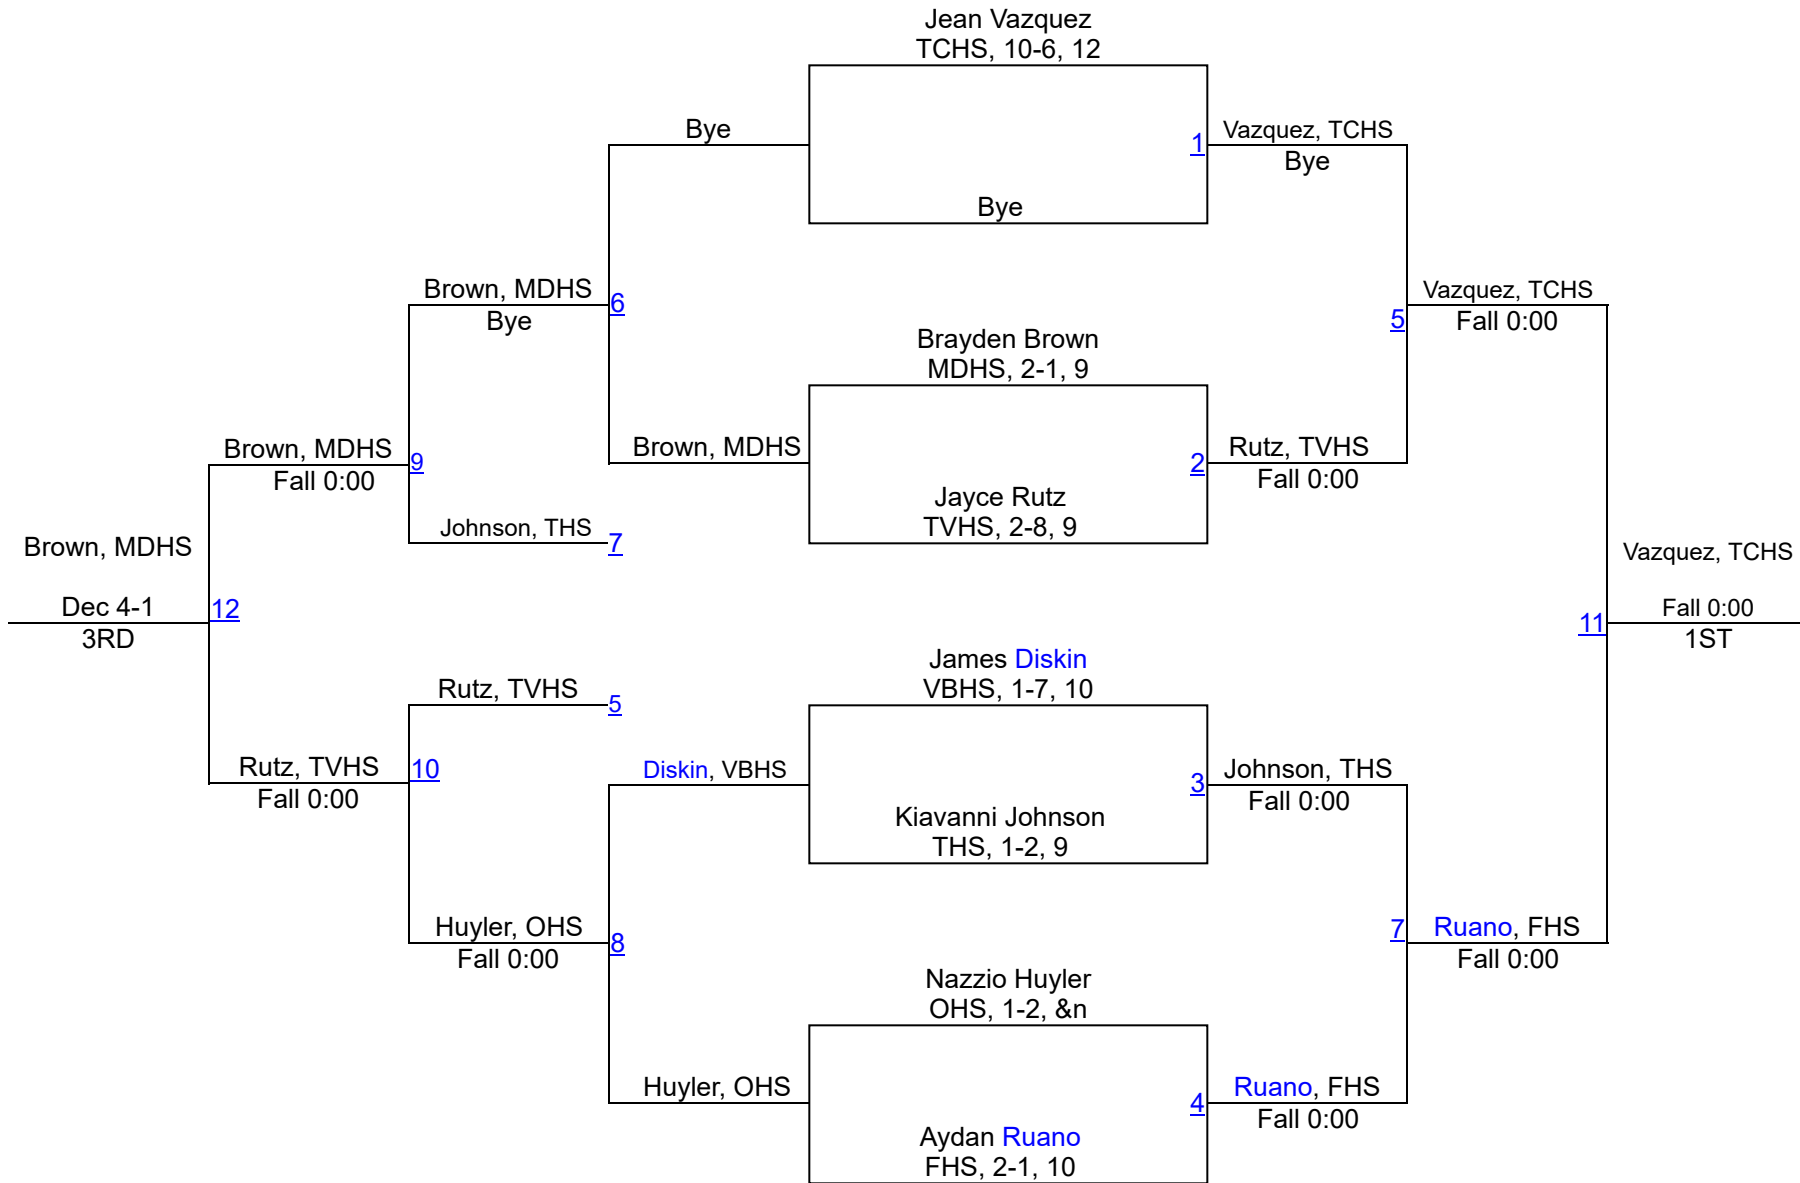 Jean Vazquez
TCHS, 10-6, 12
Bye
1
Vazquez, TCHS
Bye
Bye
Brown, MDHS
Bye
6
Vazquez, TCHS
Fall 0:00
5
Brayden Brown
MDHS, 2-1, 9
Brown, MDHS
Fall 0:00
9
Brown, MDHS
2
Rutz, TVHS
Fall 0:00
Jayce Rutz
TVHS, 2-8, 9
Johnson, THS
7
Brown, MDHS
Dec 4-1
3RD
12
Vazquez, TCHS
Fall 0:00
1ST
11
James Diskin
VBHS, 1-7, 10
Rutz, TVHS
5
Rutz, TVHS
Fall 0:00
10
Diskin, VBHS
3
Johnson, THS
Fall 0:00
Kiavanni Johnson
THS, 1-2, 9
Huyler, OHS
Fall 0:00
8
7
Ruano, FHS
Fall 0:00
Nazzio Huyler
OHS, 1-2, &n
Huyler, OHS
4
Ruano, FHS
Fall 0:00
Aydan Ruano
FHS, 2-1, 10